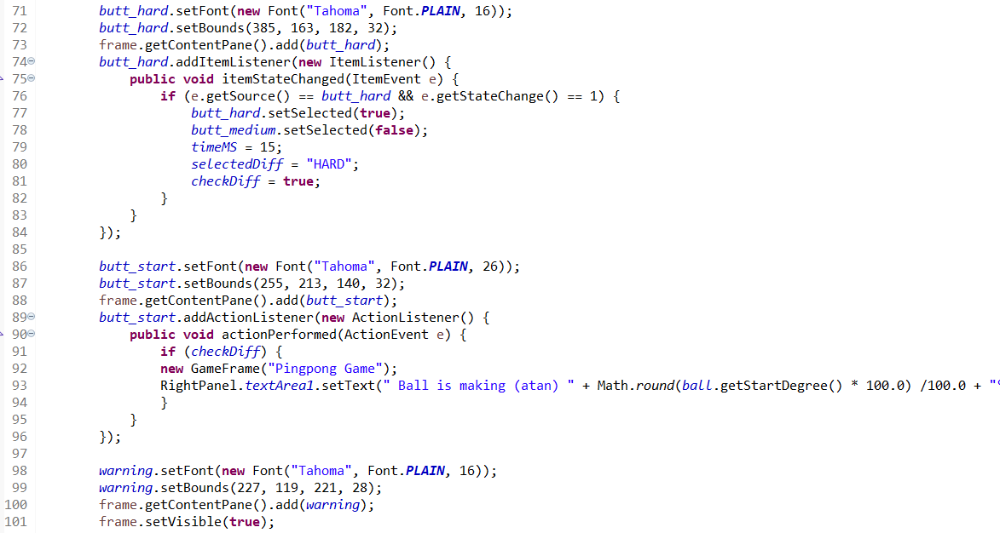 71 butt_hard.setFont(new Font("Tahoma", Font.PLAIN, 16));
72 butt_hard.setBounds(385, 163, 182, 32);
73 frame.getContentPane().add(butt_hard);
74 butt_hard.addItemListener(new ItemListener() {
75 public void itemStateChanged(ItemEvent e) {
76 if (e.getSource() == butt_hard && e.getStateChange() == 1) {
77 butt_hard.setSelected(true);
78 butt_medium.setSelected(false);
79 timeMS = 15;
80 selectedDiff = "HARD";
81 checkDiff = true;
82 }
83 }
84 });
85
86 butt_start.setFont(new Font("Tahoma", Font.PLAIN, 26));
87 butt_start.setBounds(255, 213, 140, 32);
88 frame.getContentPane().add(butt_start);
89 butt_start.addActionListener(new ActionListener() {
90 public void actionPerformed(ActionEvent e) {
91 if (checkDiff) {
92 new GameFrame("Pingpong Game");
93 RightPanel.textArea1.setText(" Ball is making (atan) " + Math.round(ball.getStartDegree() * 100.0) /100.0 + "
94 }
95 }
96 });
97
98 warning.setFont(new Font("Tahoma", Font.PLAIN, 16));
99 warning.setBounds(227, 119, 221, 28);
100 frame.getContentPane().add(warning);
101 frame.setVisible(true);